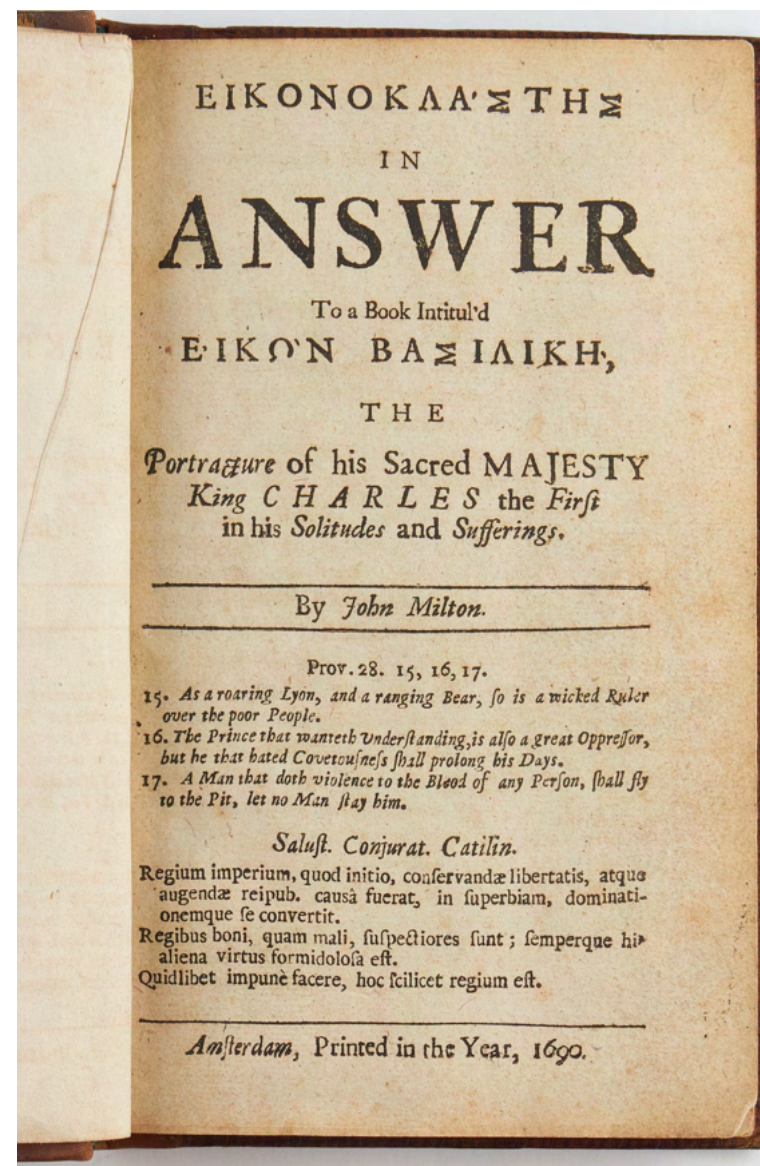 ΕΙΚΟΝΟΚΛΑ'ΣΤΗΣ
IN
ANSWER
To a Book Intitul'd
Ε'ΙΚΩ'Ν ΒΑΣΙΛΙΚΗ',
THE
Portraƈture of his Sacred MAJESTY
King CHARLES the Firſt
in his Solitudes and Sufferings.
By John Milton.
Prov. 28. 15, 16, 17.
15. As a roaring Lyon, and a ranging Bear, ſo is a wicked Ruler
over the poor People.
16. The Prince that wanteth Underſtanding, is alſo a great Oppreſſor,
but he that hated Covetouſneſs ſhall prolong his Days.
17. A Man that doth violence to the Blood of any Perſon, ſhall fly
to the Pit, let no Man ſtay him.
Saluſt. Conjurat. Catilin.
Regium imperium, quod initio, conſervandæ libertatis, atque
augendæ reipub. causâ fuerat, in ſuperbiam, dominati-
onemque ſe convertit.
Regibus boni, quam mali, ſuſpectiores ſunt; ſemperque his
aliena virtus formidoloſa eſt.
Quidlibet impunè facere, hoc ſcilicet regium eſt.
Amſterdam, Printed in the Year, 1690.